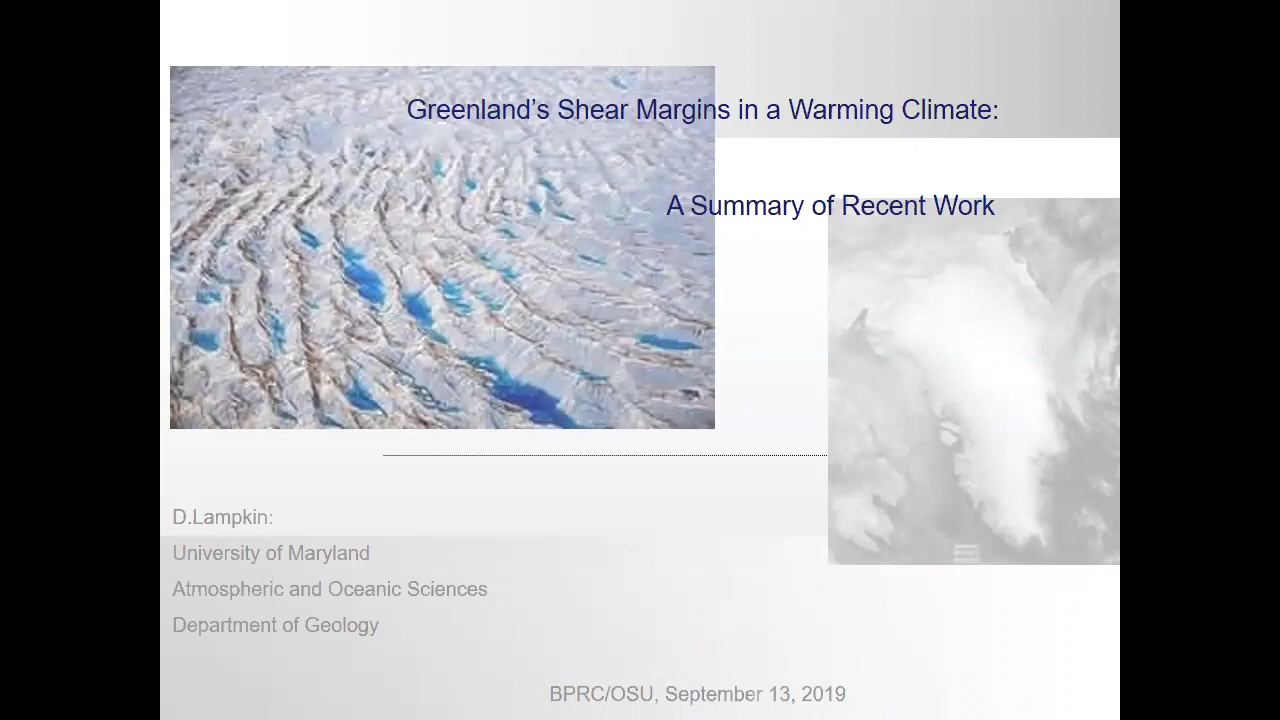 Greenland’s Shear Margins in a Warming Climate:
A Summary of Recent Work
D.Lampkin:
University of Maryland
Atmospheric and Oceanic Sciences
Department of Geology
BPRC/OSU, September 13, 2019